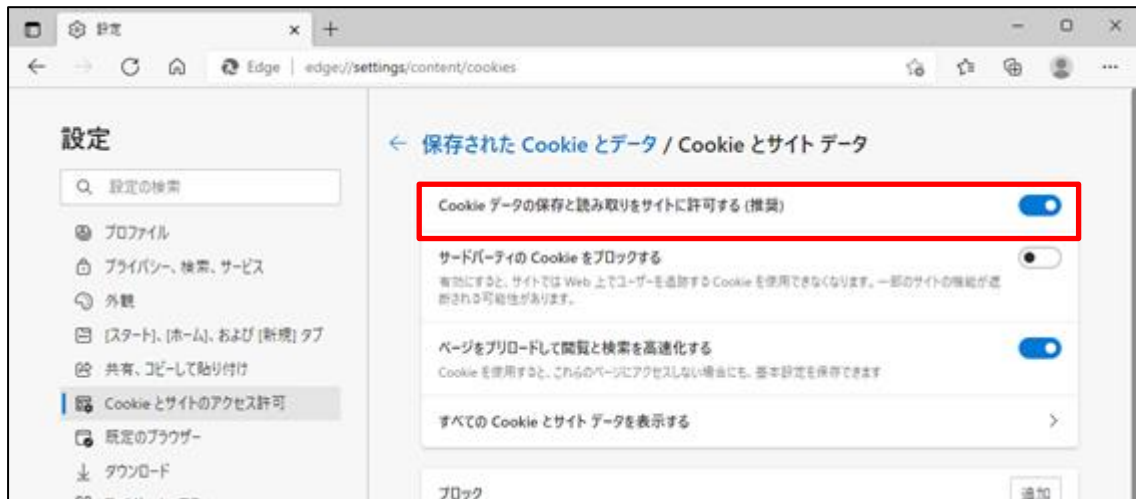 設定
Edge | edge://settings/content/cookies
設定
設定の検索
プロファイル
プライバシー、検索、サービス
外観
[スタート]、[ホーム]、および [新規] タブ
共有、コピーして貼り付け
Cookie とサイトのアクセス許可
既定のブラウザー
ダウンロード
保存された Cookie とデータ / Cookie とサイト データ
Cookie データの保存と読み取りをサイトに許可する (推奨)
サードパーティの Cookie をブロックする
有効にすると、サイトでは Web 上でユーザーを追跡する Cookie を使用できなくなります。一部のサイトの機能が遮
断される可能性があります。
ページをプリロードして閲覧と検索を高速化する
Cookie を使用すると、これらのページにアクセスしない場合にも、基本設定を保存できます
すべての Cookie とサイト データを表示する
ブロック
追加